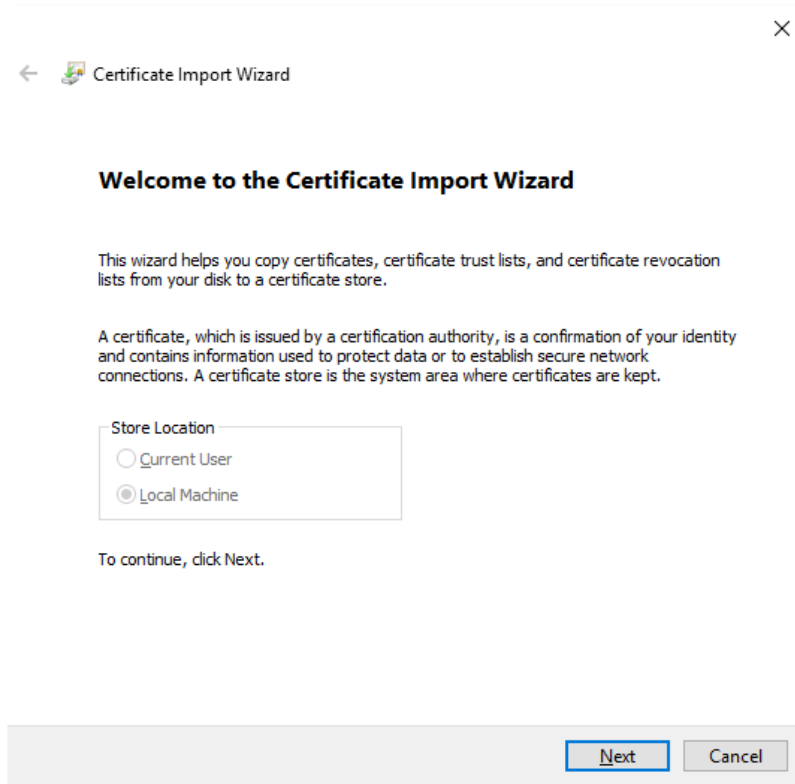 Certificate Import Wizard
Welcome to the Certificate Import Wizard
This wizard helps you copy certificates, certificate trust lists, and certificate revocation
lists from your disk to a certificate store.
A certificate, which is issued by a certification authority, is a confirmation of your identity
and contains information used to protect data or to establish secure network
connections. A certificate store is the system area where certificates are kept.
Store Location
Current User
Local Machine
To continue, click Next.
Next
Cancel